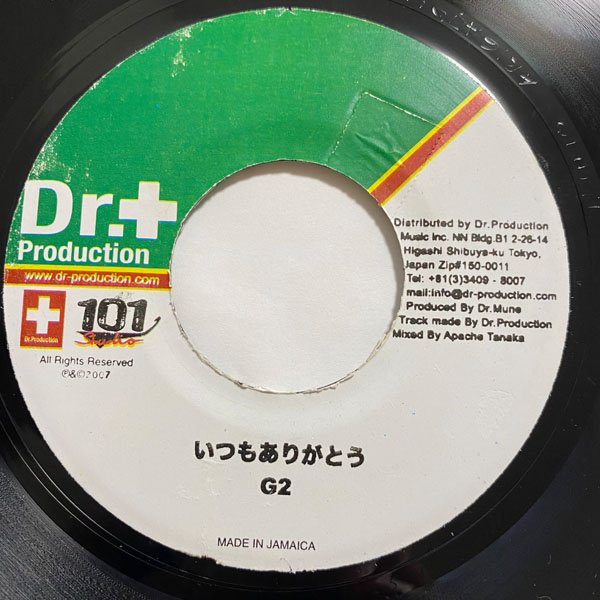 Dr.
Production
www.dr-production.com
Dr.Production
101
Studio
All Rights Reserved
℗&©2007
Distributed by Dr.Production
Music Inc. NN Bldg.B1 2-26-14
Higashi Shibuya-ku Tokyo,
Japan Zip#150-0011
Tel: +81(3)3409 - 8007
mail:info@dr-production.com
Produced By Dr.Mune
Track made By Dr.Production
Mixed By Apache Tanaka
いつもありがとう
G2
MADE IN JAMAICA